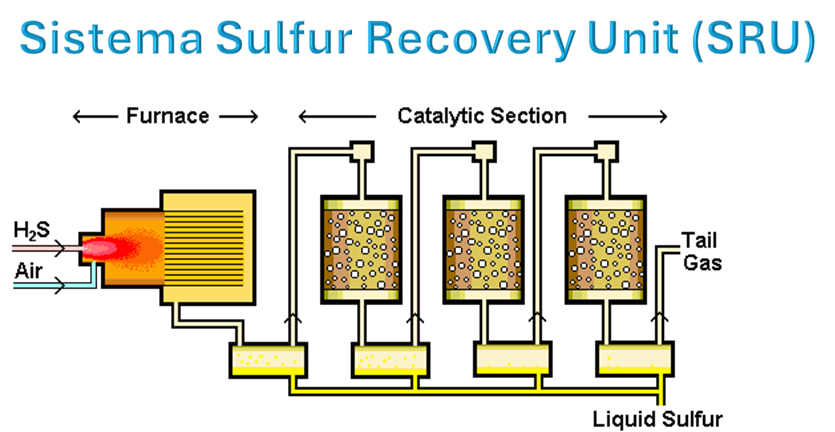 Sistema Sulfur Recovery Unit (SRU)
Furnace
Catalytic Section
H₂S
Air
Tail
Gas
Liquid Sulfur